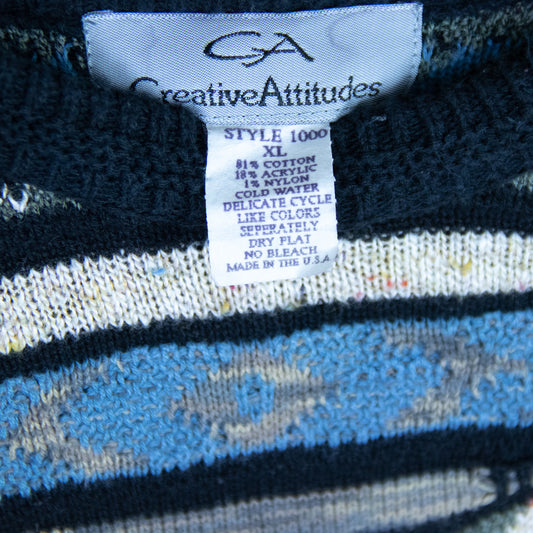 CA
CreativeAttitudes
STYLE 1000
XL
81% COTTON
18% ACRYLIC
1% NYLON
COLD WATER
DELICATE CYCLE
LIKE COLORS
SEPERATELY
DRY FLAT
NO BLEACH
MADE IN THE U.S.A